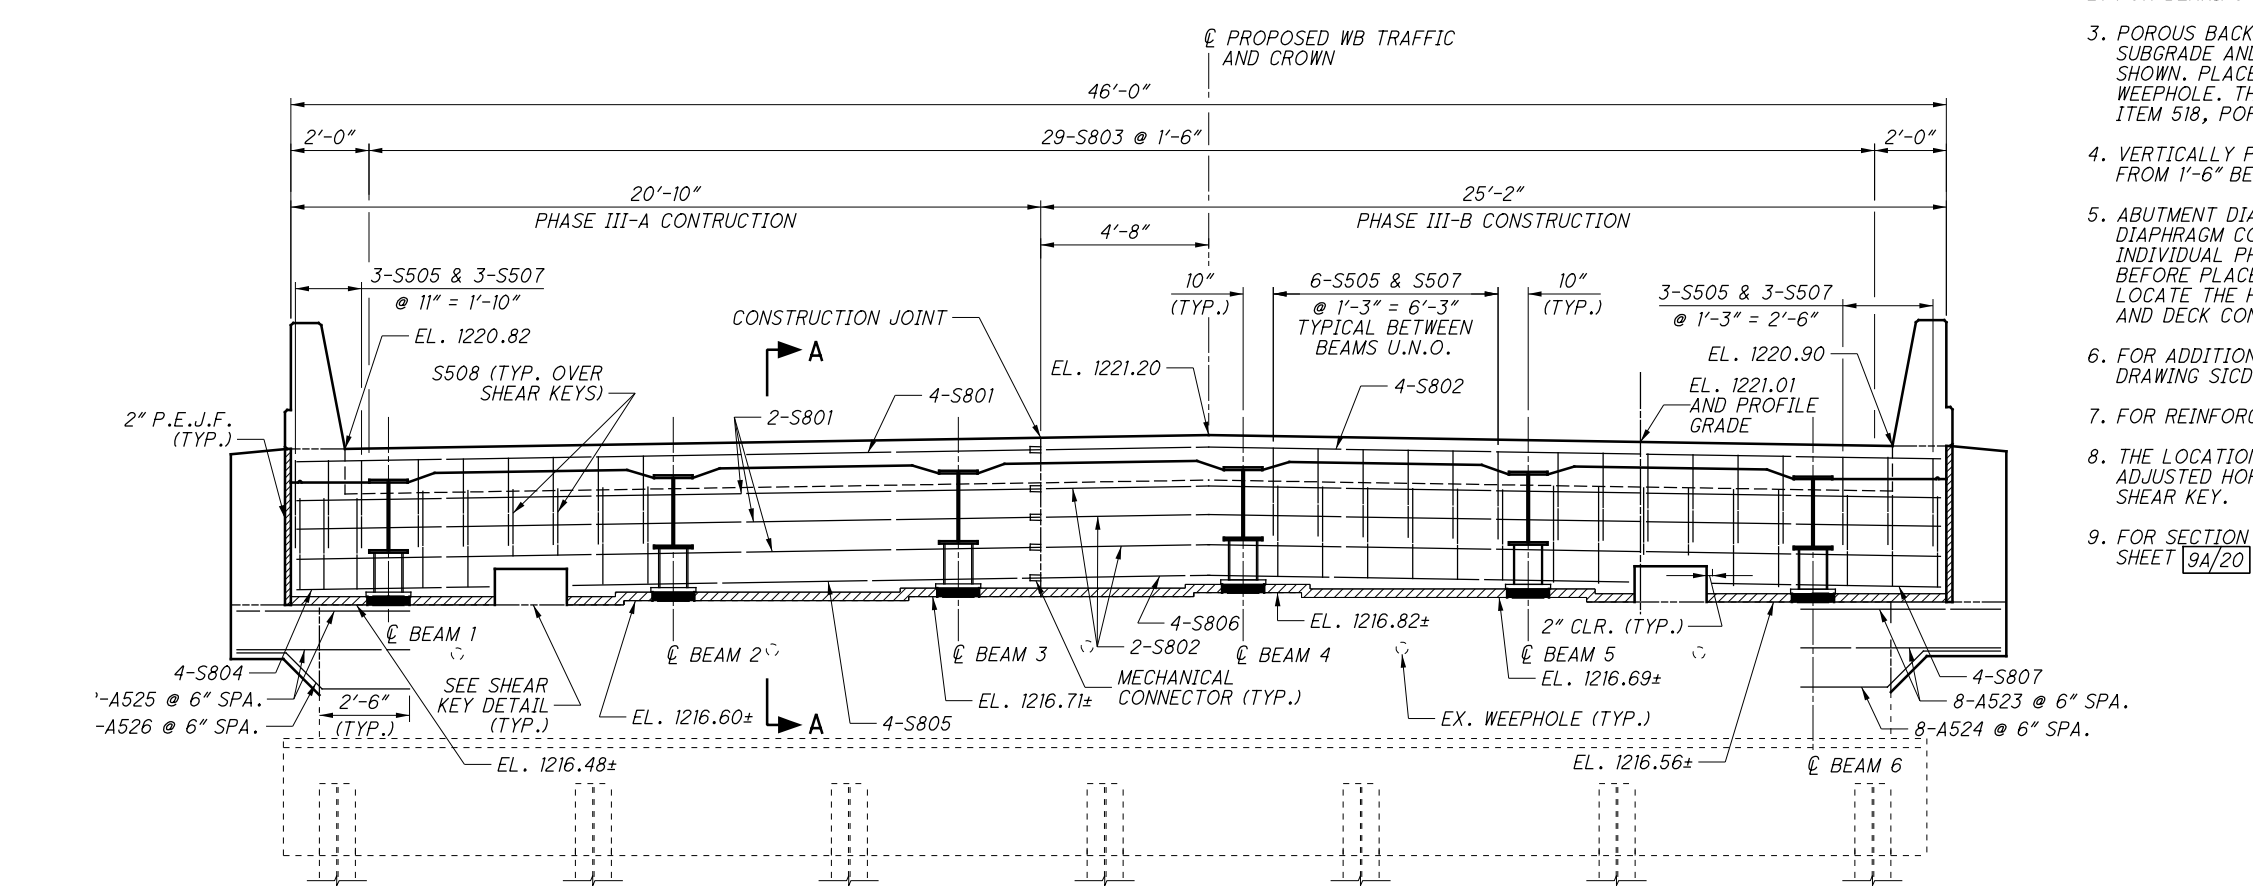 ℄ PROPOSED WB TRAFFIC
AND CROWN
46'-0"
2'-0"
29-S803 @ 1'-6"
2'-0"
20'-10"
PHASE III-A CONTRUCTION
25'-2"
PHASE III-B CONSTRUCTION
4'-8"
3-S505 & 3-S507
@ 11" = 1'-10"
10"
(TYP.)
6-S505 & S507
@ 1'-3" = 6'-3"
TYPICAL BETWEEN
BEAMS U.N.O.
10"
(TYP.)
3-S505 & 3-S507
@ 1'-3" = 2'-6"
CONSTRUCTION JOINT
EL. 1220.82
A
EL. 1221.20
EL. 1220.90
S508 (TYP. OVER
SHEAR KEYS)
4-S801
4-S802
EL. 1221.01
AND PROFILE
GRADE
2" P.E.J.F.
(TYP.)
2-S801
℄ BEAM 1
℄ BEAM 2
℄ BEAM 3
℄ BEAM 4
℄ BEAM 5
℄ BEAM 6
4-S806
EL. 1216.82±
2" CLR. (TYP.)
2-S802
4-S804
'-A525 @ 6" SPA.
-A526 @ 6" SPA.
2'-6"
(TYP.)
SEE SHEAR
KEY DETAIL
(TYP.)
EL. 1216.60±
A
4-S805
EL. 1216.71±
MECHANICAL
CONNECTOR (TYP.)
EX. WEEPHOLE (TYP.)
EL. 1216.69±
4-S807
8-A523 @ 6" SPA.
8-A524 @ 6" SPA.
EL. 1216.48±
EL. 1216.56±
3. POROUS BACK
SUBGRADE AND
SHOWN. PLACE
WEEPHOLE. TH
ITEM 518, POR
4. VERTICALLY P
FROM 1'-6" BE
5. ABUTMENT DIA
DIAPHRAGM CO
INDIVIDUAL PH
BEFORE PLACE
LOCATE THE H
AND DECK CON
6. FOR ADDITION
DRAWING SICD
7. FOR REINFORC
8. THE LOCATION
ADJUSTED HOR
SHEAR KEY.
9. FOR SECTION
SHEET 9A/20